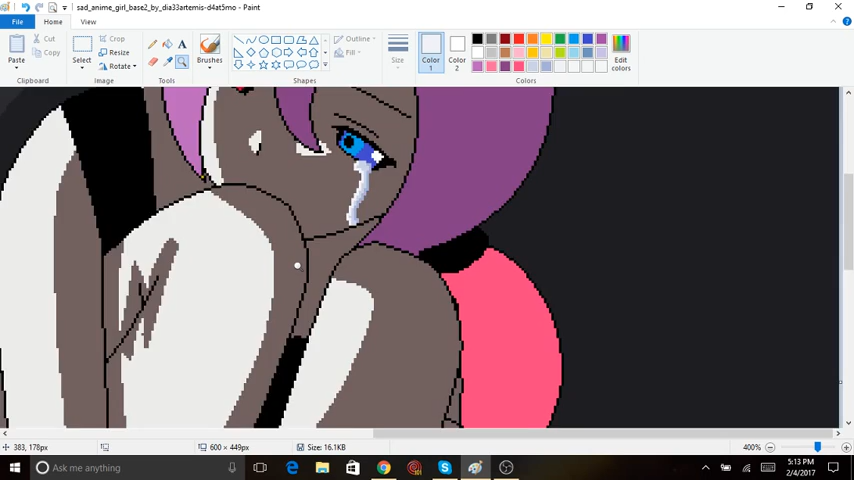 sad_anime_girl_base2_by_dia33artemis-d4at5mo - Paint
File
Home
View
Paste
Cut
Copy
Clipboard
Select
Crop
Resize
Rotate
Image
A
Tools
Brushes
Outline
Fill
Shapes
Size
Color 1
Color 2
Edit colors
Colors
383, 178px
600 × 449px
Size: 16.1KB
400%
Ask me anything
5:13 PM
2/4/2017